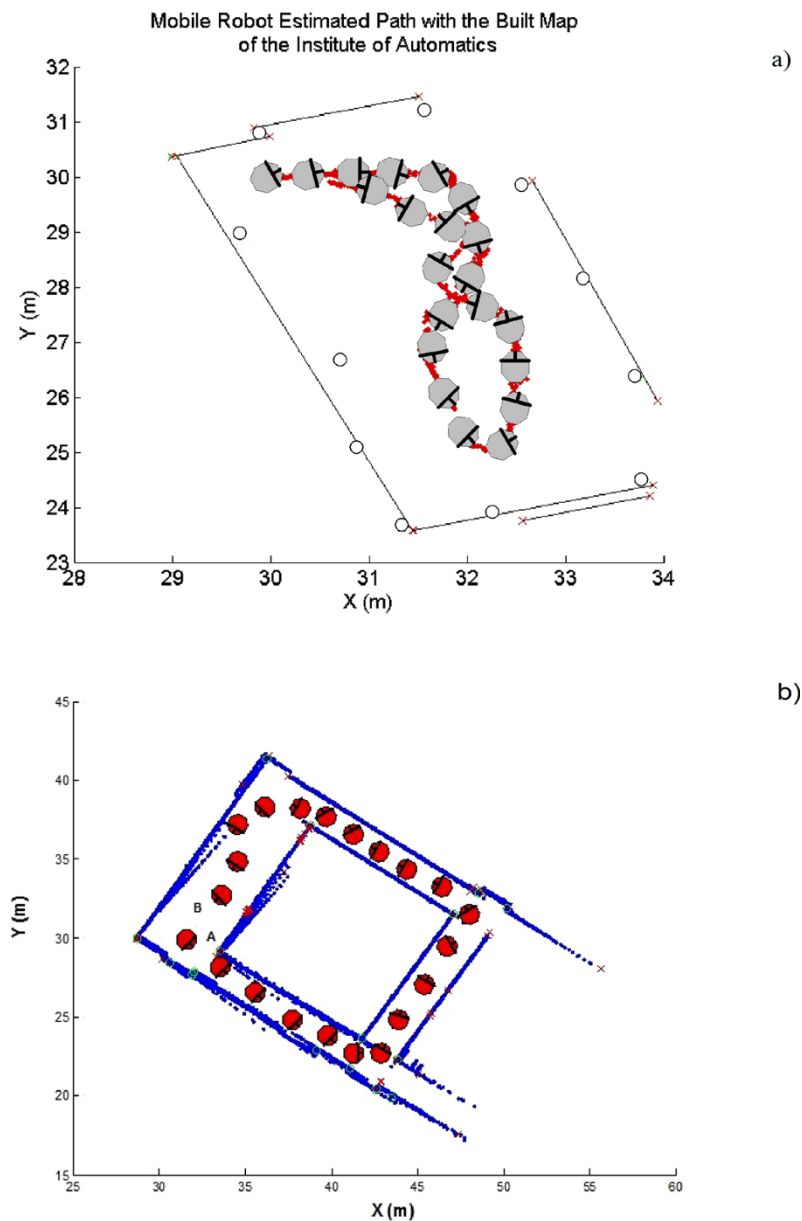 Mobile Robot Estimated Path with the Built Map
of the Institute of Automatics
a)
32
31
30
29
28
27
26
25
24
23
Y (m)
28 29 30 31 32 33 34
X (m)
b)
45
40
35
30
25
20
15
Y (m)
B
A
25 30 35 40 45 50 55 60
X (m)